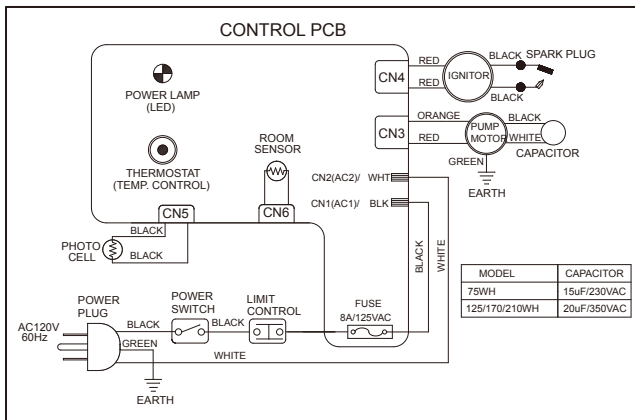 CONTROL PCB
POWER LAMP
(LED)
THERMOSTAT
(TEMP. CONTROL)
ROOM
SENSOR
CN4
RED
RED
IGNITOR
BLACK
SPARK PLUG
BLACK
CN3
ORANGE
RED
PUMP
MOTOR
BLACK
WHITE
CAPACITOR
GREEN
EARTH
CN2(AC2)/ WHT
CN1(AC1)/ BLK
CN5
CN6
BLACK
BLACK
PHOTO
CELL
BLACK
WHITE
MODEL CAPACITOR
75WH 15uF/230VAC
125/170/210WH 20uF/350VAC
POWER
PLUG
POWER
SWITCH
LIMIT
CONTROL
FUSE
8A/125VAC
AC120V
60Hz
BLACK
BLACK
GREEN
WHITE
EARTH